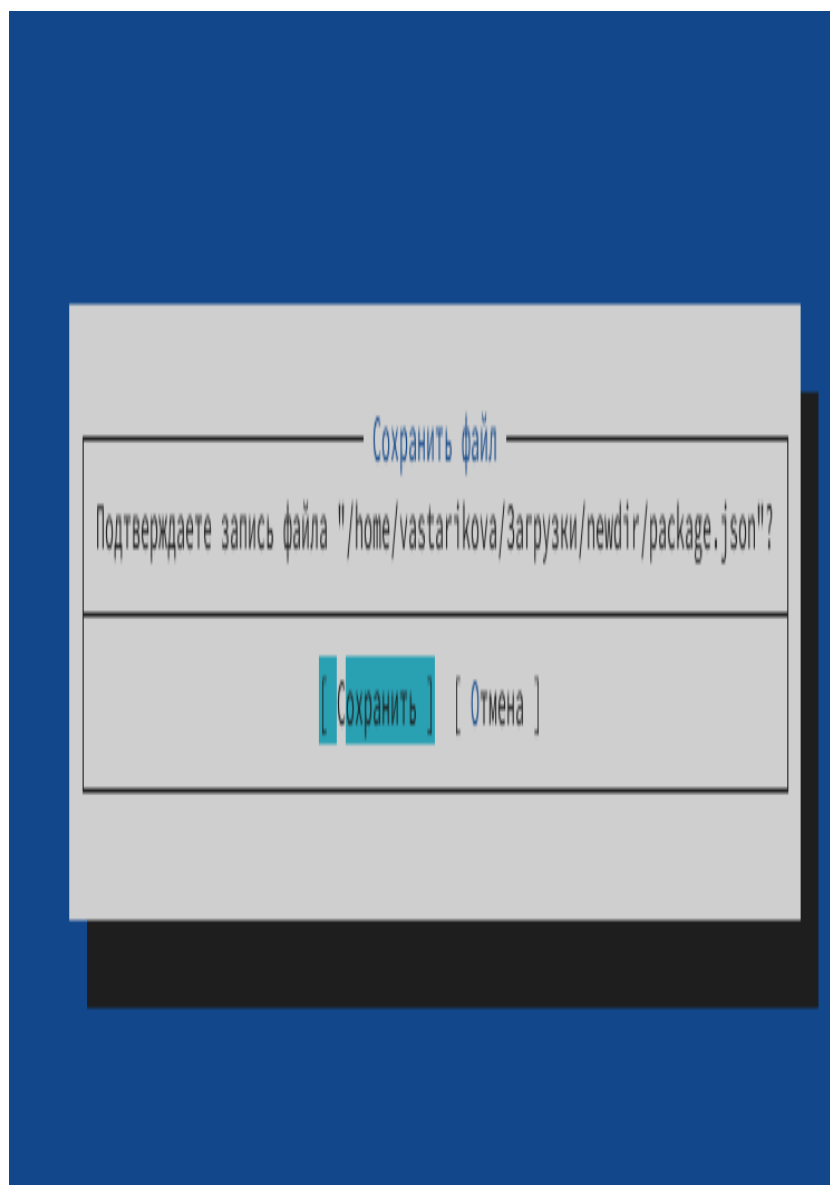 Сохранить файл
Подтверждаете запись файла "/home/vastarikova/Загрузки/newdir/package.json"?
[ Сохранить ] [ Отмена ]